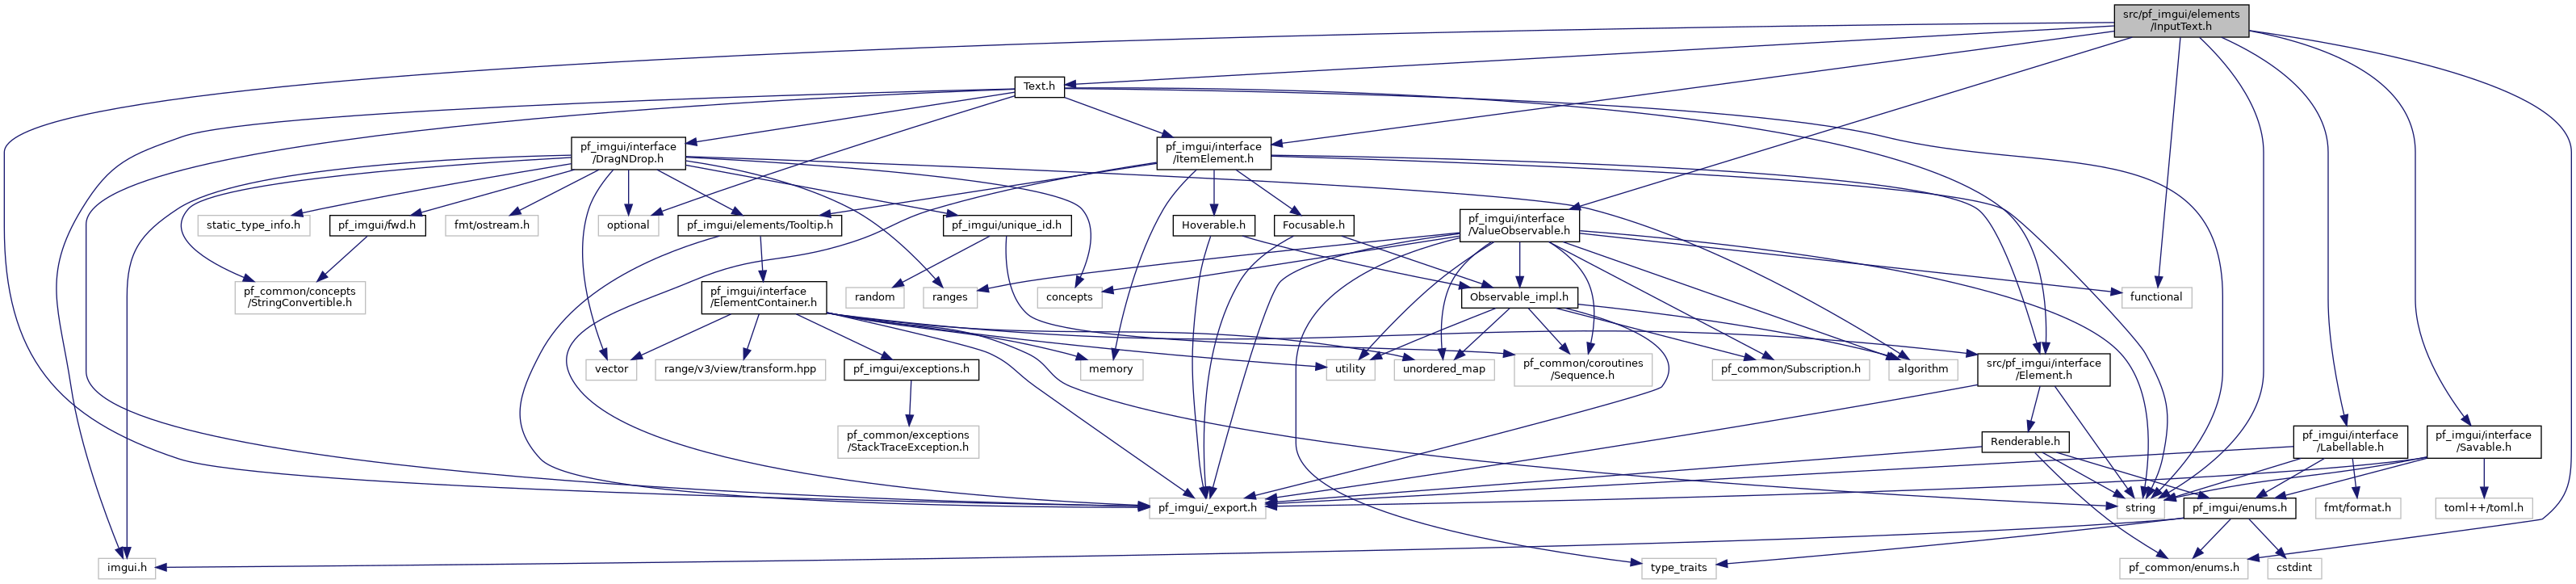 src/pf_imgui/elements
/InputText.h
Text.h
pf_imgui/interface
/DragNDrop.h
pf_imgui/interface
/ItemElement.h
static_type_info.h
pf_imgui/fwd.h
fmt/ostream.h
optional
pf_imgui/elements/Tooltip.h
pf_imgui/unique_id.h
Hoverable.h
Focusable.h
pf_imgui/interface
/ValueObservable.h
pf_common/concepts
/StringConvertible.h
pf_imgui/interface
/ElementContainer.h
random
ranges
concepts
Observable_impl.h
functional
vector
range/v3/view/transform.hpp
pf_imgui/exceptions.h
memory
utility
unordered_map
pf_common/coroutines
/Sequence.h
pf_common/Subscription.h
algorithm
src/pf_imgui/interface
/Element.h
pf_common/exceptions
/StackTraceException.h
Renderable.h
pf_imgui/interface
/Labellable.h
pf_imgui/interface
/Savable.h
pf_imgui/_export.h
string
pf_imgui/enums.h
fmt/format.h
toml++/toml.h
imgui.h
type_traits
pf_common/enums.h
cstdint